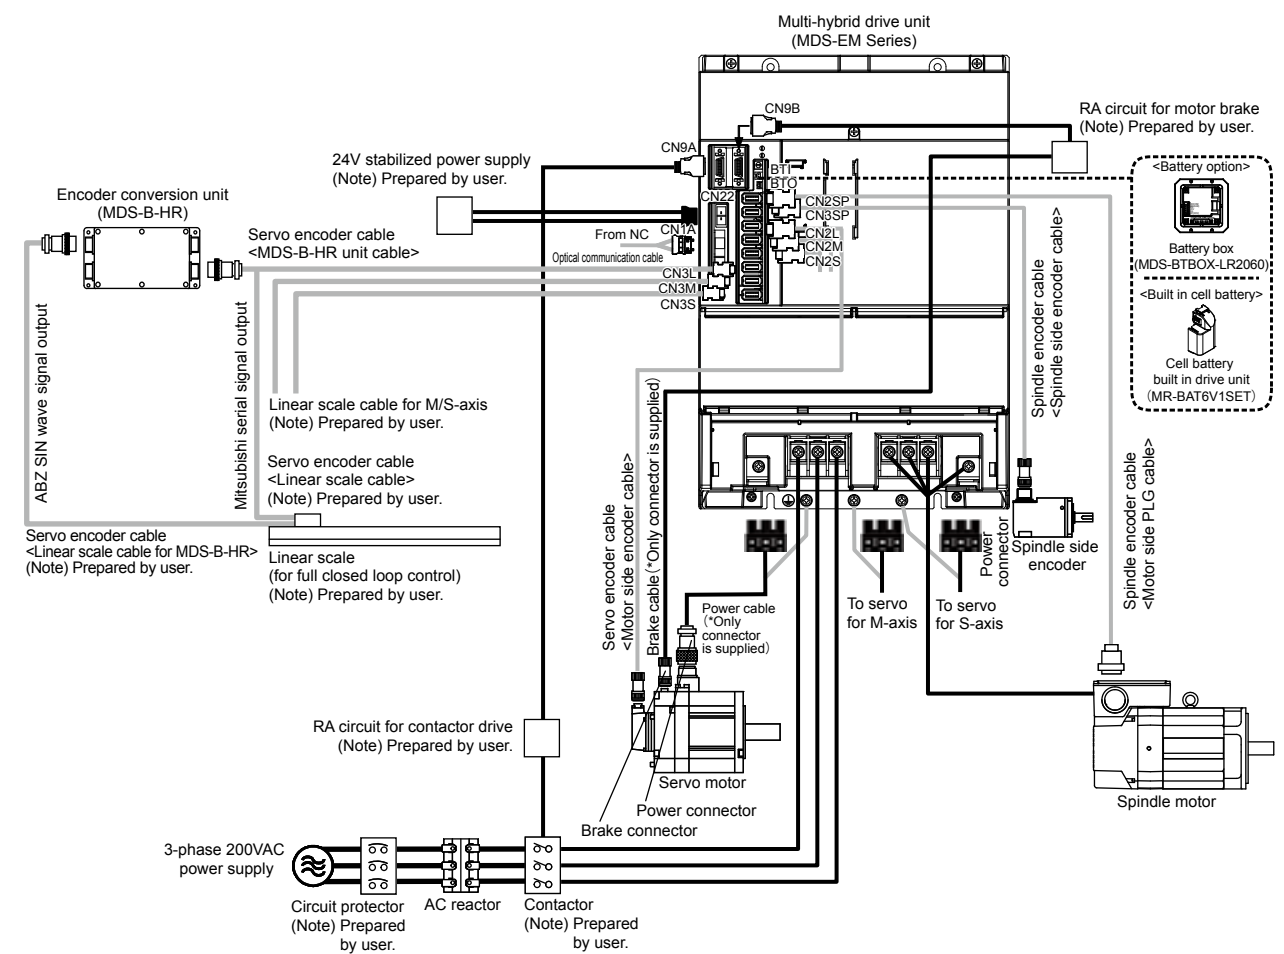 Multi-hybrid drive unit
(MDS-EM Series)
CN9B
RA circuit for motor brake
(Note) Prepared by user.
CN9A
24V stabilized power supply
(Note) Prepared by user.
BTI
BTO
<Battery option>
Battery box
(MDS-BTBOX-LR2060)
<Built in cell battery>
Cell battery
built in drive unit
(MR-BAT6V1SET)
Encoder conversion unit
(MDS-B-HR)
Servo encoder cable
<MDS-B-HR unit cable>
CN22
CN2SP
CN3SP
CN1A
From NC
Optical communication cable
CN2L
CN2M
CN2S
CN3L
CN3M
CN3S
ABZ SIN wave signal output
Mitsubishi serial signal output
Linear scale cable for M/S-axis
(Note) Prepared by user.
Servo encoder cable
<Linear scale cable>
(Note) Prepared by user.
Servo encoder cable
<Linear scale cable for MDS-B-HR>
(Note) Prepared by user.
Linear scale
(for full closed loop control)
(Note) Prepared by user.
Servo encoder cable
<Motor side encoder cable>
Brake cable (*Only connector is supplied)
Spindle encoder cable
<Spindle side encoder cable>
Spindle encoder cable
<Motor side PLG cable>
Power
connector
Spindle side
encoder
Power cable
(*Only
connector
is supplied)
To servo
for M-axis
To servo
for S-axis
RA circuit for contactor drive
(Note) Prepared by user.
Servo motor
Power connector
Brake connector
Spindle motor
3-phase 200VAC
power supply
Circuit protector
(Note) Prepared
by user.
AC reactor
Contactor
(Note) Prepared
by user.